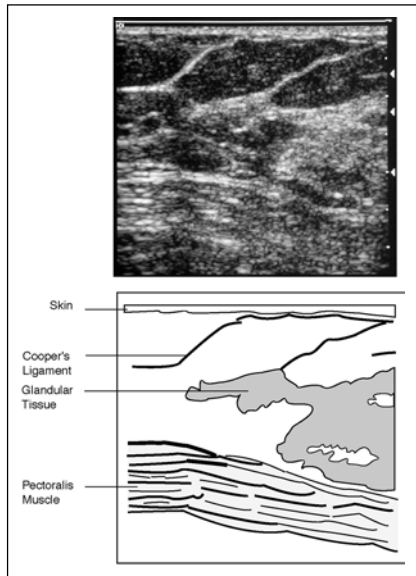 Skin
Cooper's
Ligament
Glandular
Tissue
Pectoralis
Muscle